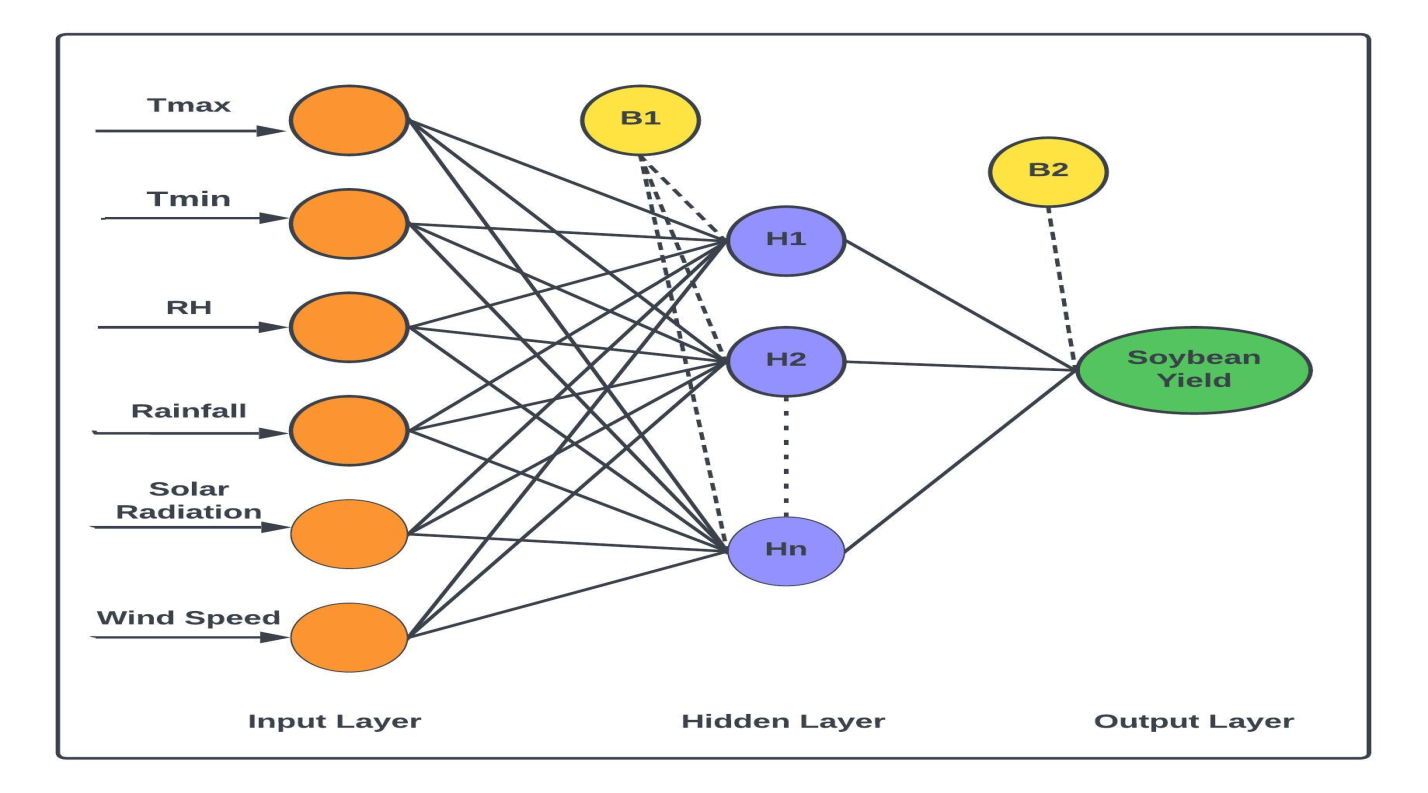 Tmax
Tmin
RH
Rainfall
Solar
Radiation
Wind Speed
B1
H1
H2
Hn
B2
Soybean
Yield
Input Layer
Hidden Layer
Output Layer